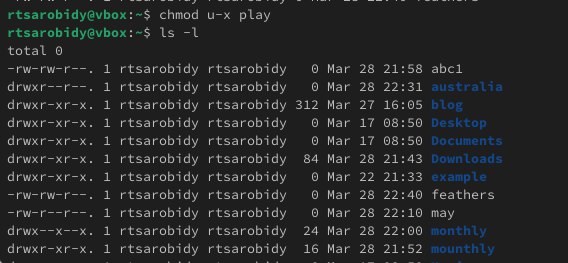 rtsarobidy@vbox:~$ chmod u-x play
rtsarobidy@vbox:~$ ls -l
total 0
-rw-rw-r--. 1 rtsarobidy rtsarobidy   0 Mar 28 21:58 abc1
drwxr--r--. 1 rtsarobidy rtsarobidy   0 Mar 28 22:31 australia
drwxr-xr-x. 1 rtsarobidy rtsarobidy 312 Mar 27 16:05 blog
drwxr-xr-x. 1 rtsarobidy rtsarobidy   0 Mar 17 08:50 Desktop
drwxr-xr-x. 1 rtsarobidy rtsarobidy   0 Mar 17 08:50 Documents
drwxr-xr-x. 1 rtsarobidy rtsarobidy  84 Mar 28 21:43 Downloads
drwxr-xr-x. 1 rtsarobidy rtsarobidy   0 Mar 22 21:33 example
-rw-rw-r--. 1 rtsarobidy rtsarobidy   0 Mar 28 22:40 feathers
-rw-r--r--. 1 rtsarobidy rtsarobidy   0 Mar 28 22:10 may
drwx--x--x. 1 rtsarobidy rtsarobidy  24 Mar 28 22:00 monthly
drwxr-xr-x. 1 rtsarobidy rtsarobidy  16 Mar 28 21:52 mounthly